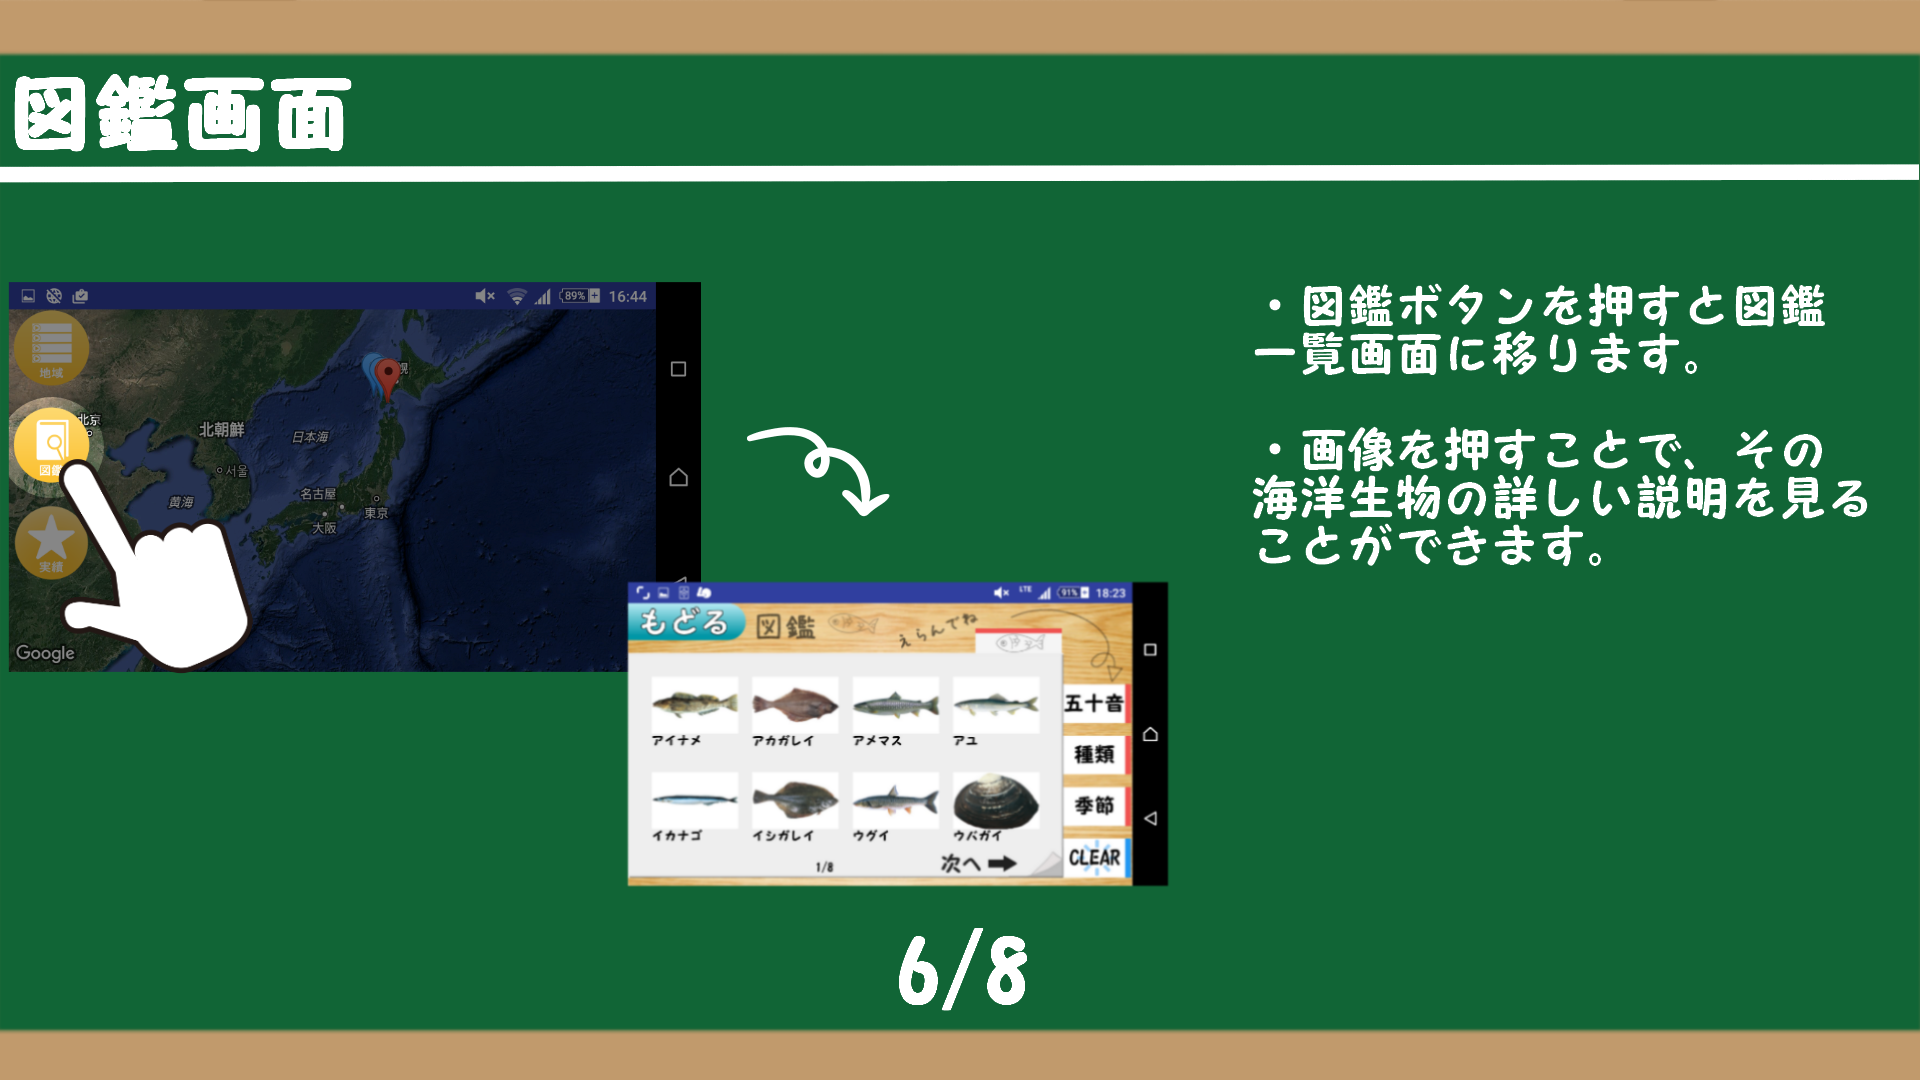 図鑑画面
89%
16:44
地域
北京
北朝鮮
日本海
서울
図鑑
黄海
名古屋
東京
大阪
実績
Google
・図鑑ボタンを押すと図鑑
一覧画面に移ります。
・画像を押すことで、その
海洋生物の詳しい説明を見る
ことができます。
LTE
91%
18:23
もどる
図鑑
えらんでね
アイナメ
アカガレイ
アメマス
アユ
イカナゴ
イシガレイ
ウグイ
ウバガイ
五十音
種類
季節
CLEAR
1/8
次へ
6/8